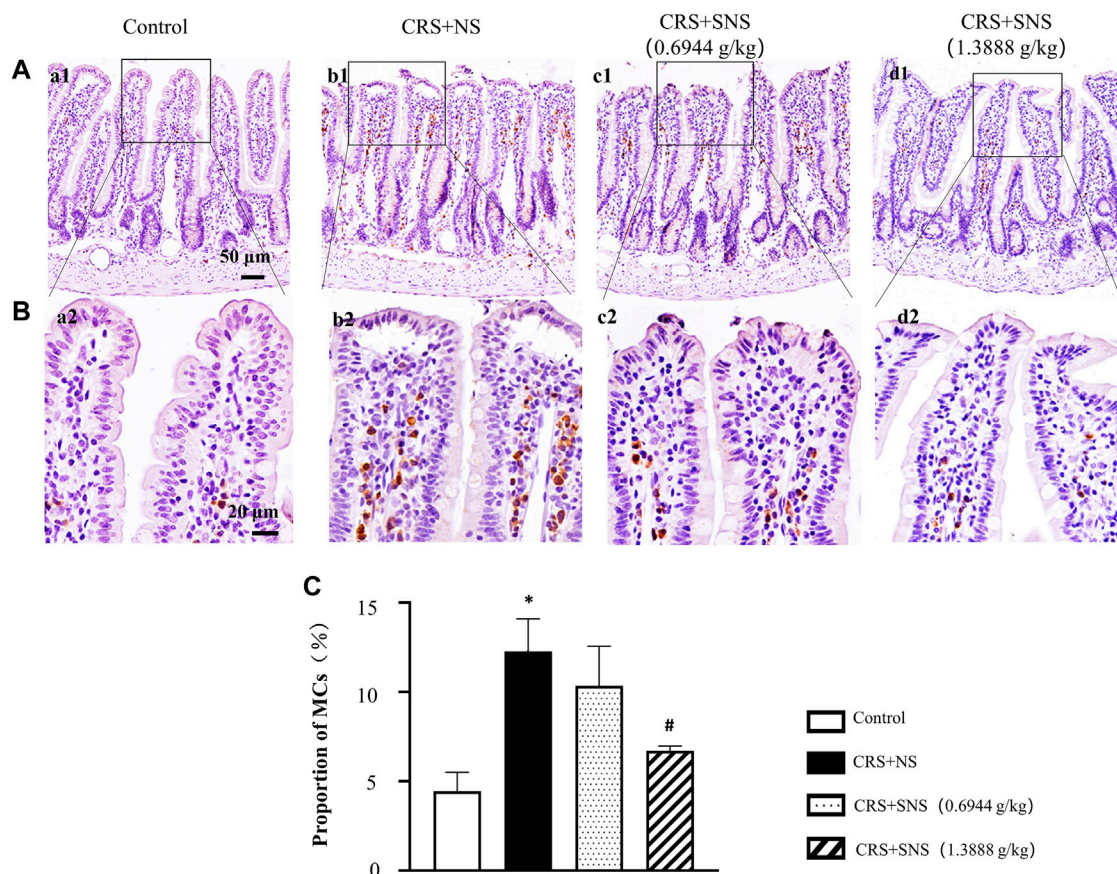 Control
CRS+NS
CRS+SNS
(0.6944 g/kg)
CRS+SNS
(1.3888 g/kg)
A
a1
b1
c1
d1
50 µm
B
a2
b2
c2
d2
20 µm
C
Proportion of MCs (%)
15
10
5
0
*
#
Control
CRS+NS
CRS+SNS (0.6944 g/kg)
CRS+SNS (1.3888 g/kg)